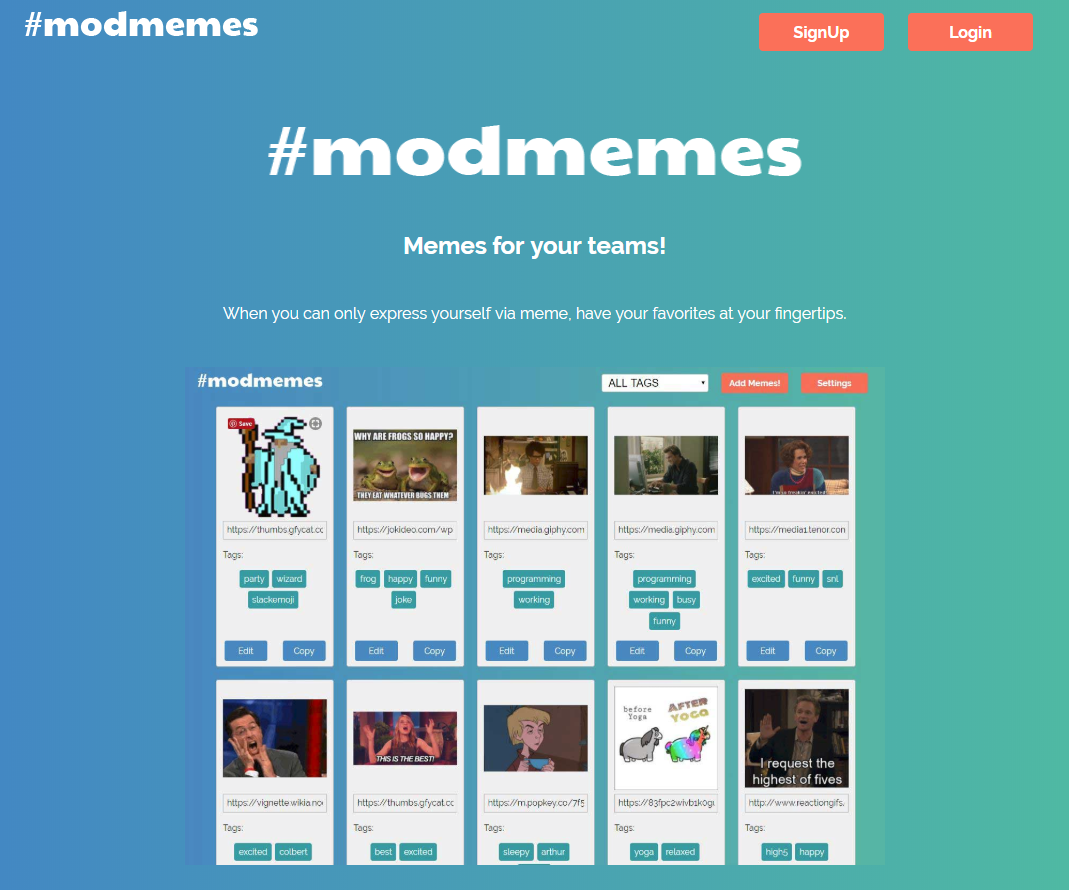 #modmemes
SignUp
Login
#modmemes
Memes for your teams!
When you can only express yourself via meme, have your favorites at your fingertips.
#modmemes
ALL TAGS
Add Memes!
Settings
Save
WHY ARE FROGS SO HAPPY?
THEY EAT WHATEVER BUGS THEM
https://thumbs.gfycat.cc
https://jokideo.com/wp
https://media.giphy.com
https://media.giphy.com
https://media1.tenor.con
Tags:
Tags:
Tags:
Tags:
Tags:
party wizard
slackemoji
frog happy funny
joke
programming
working
programming
working busy
funny
excited funny snl
Edit Copy
Edit Copy
Edit Copy
Edit Copy
Edit Copy
THIS IS THE BEST!
before
Yoga
AFTER
YOGA
I request the
highest of fives
https://vignette.wikia.no
https://thumbs.gfycat.cc
https://m.popkey.co/7f5
https://83fpc2wivb1k0g
http://www.reactiongifs.
Tags:
Tags:
Tags:
Tags:
Tags:
excited colbert
best excited
sleepy arthur
yoga relaxed
high5 happy